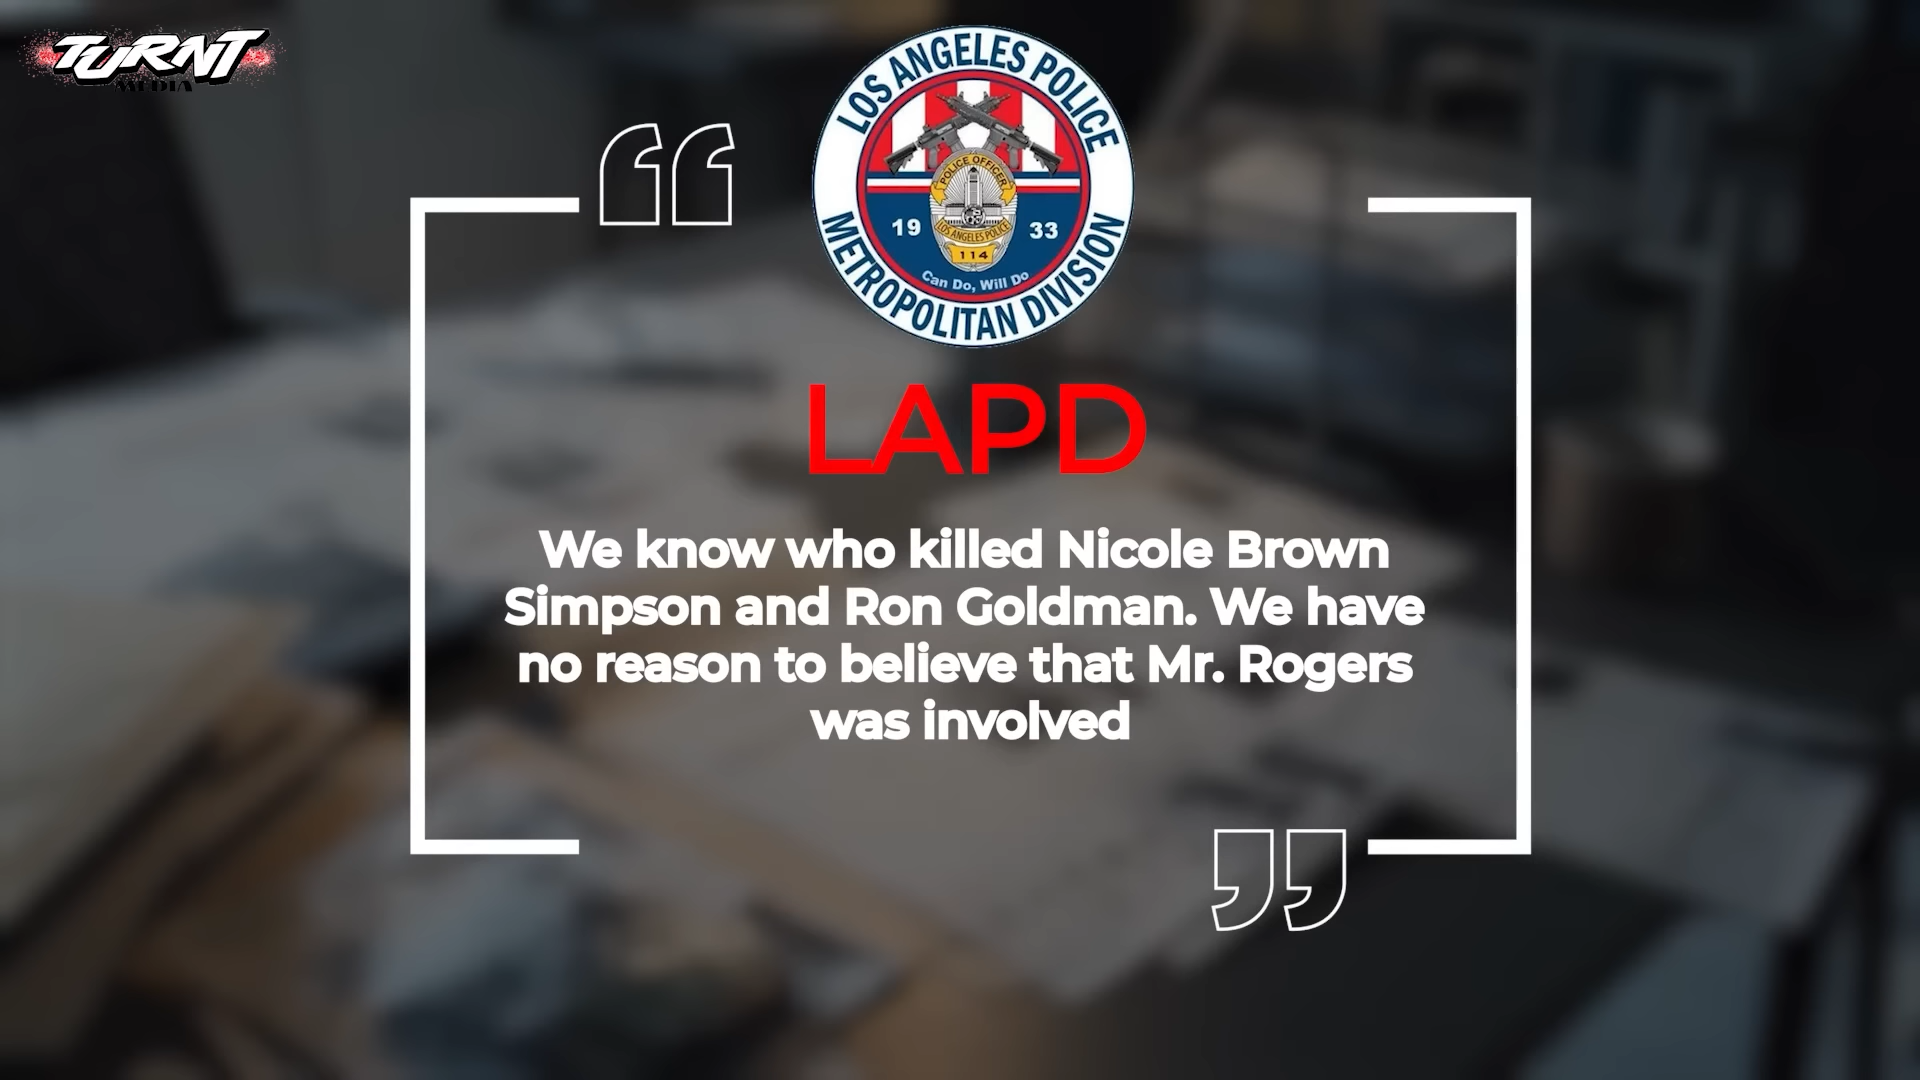 TURNT
MEDIA
LOS ANGELES POLICE
POLICE OFFICER
19 33
LOS ANGELES POLICE
114
Can Do, Will Do
METROPOLITAN DIVISION
“
LAPD
We know who killed Nicole Brown
Simpson and Ron Goldman. We have
no reason to believe that Mr. Rogers
was involved
”